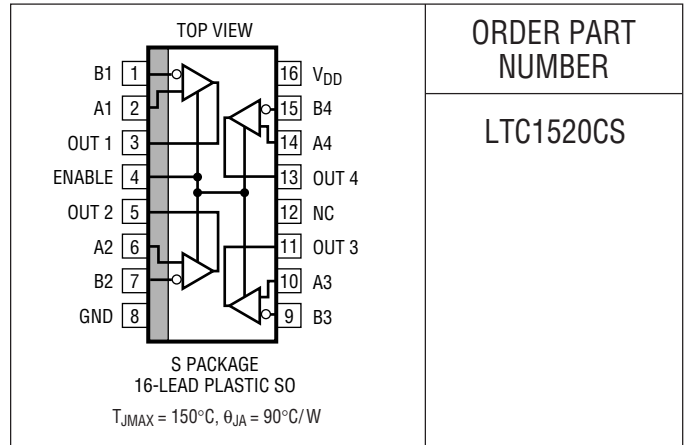 TOP VIEW
B1 1
A1 2
OUT 1 3
ENABLE 4
OUT 2 5
A2 6
B2 7
GND 8
16 VDD
15 B4
14 A4
13 OUT 4
12 NC
11 OUT 3
10 A3
9 B3
S PACKAGE
16-LEAD PLASTIC SO
TJMAX = 150°C, θJA = 90°C/W
ORDER PART
NUMBER
LTC1520CS